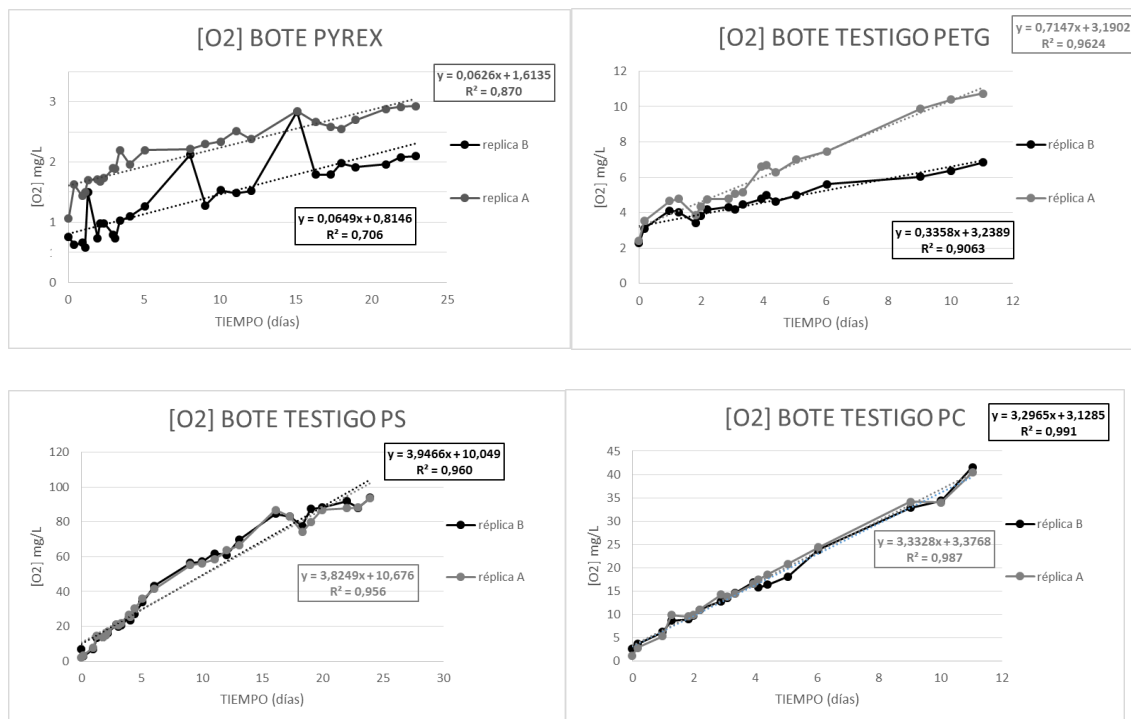 [O2] BOTE PYREX
y = 0,0626x + 1,6135
R² = 0,870
3
2
1
0
[O2] mg/L
replica B
replica A
y = 0,0649x + 0,8146
R² = 0,706
0 5 10 15 20 25
TIEMPO (días)
[O2] BOTE TESTIGO PETG
y = 0,7147x + 3,1902
R² = 0,9624
12
10
8
6
4
2
0
[O2] mg/L
replica B
réplica A
y = 0,3358x + 3,2389
R² = 0,9063
0 2 4 6 8 10 12
TIEMPO (días)
[O2] BOTE TESTIGO PS
y = 3,9466x + 10,049
R² = 0,960
120
100
80
60
40
20
0
[O2] mg/L
réplica B
réplica A
y = 3,8249x + 10,676
R² = 0,956
0 5 10 15 20 25 30
TIEMPO (días)
[O2] BOTE TESTIGO PC
y = 3,2965x + 3,1285
R² = 0,991
45
40
35
30
25
20
15
10
5
0
[O2] mg/L
réplica B
réplica A
y = 3,3328x + 3,3768
R² = 0,987
0 2 4 6 8 10 12
TIEMPO (días)